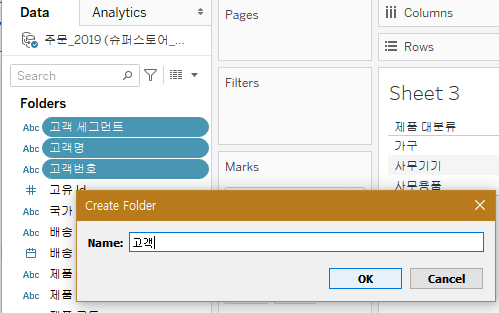 Data
Analytics
Pages
Columns
Rows
주문_2019 (슈퍼스토어_...
Search
Filters
Folders
Sheet 3
Abc 고객 세그먼트
Abc 고객명
Abc 고객번호
# 고유 Id
Abc 국가
Abc 배송
배송
Abc 제품
Abc 제품
Marks
제품 대분류
가구
사무기기
사무용품
Create Folder
Name: 고객
OK
Cancel